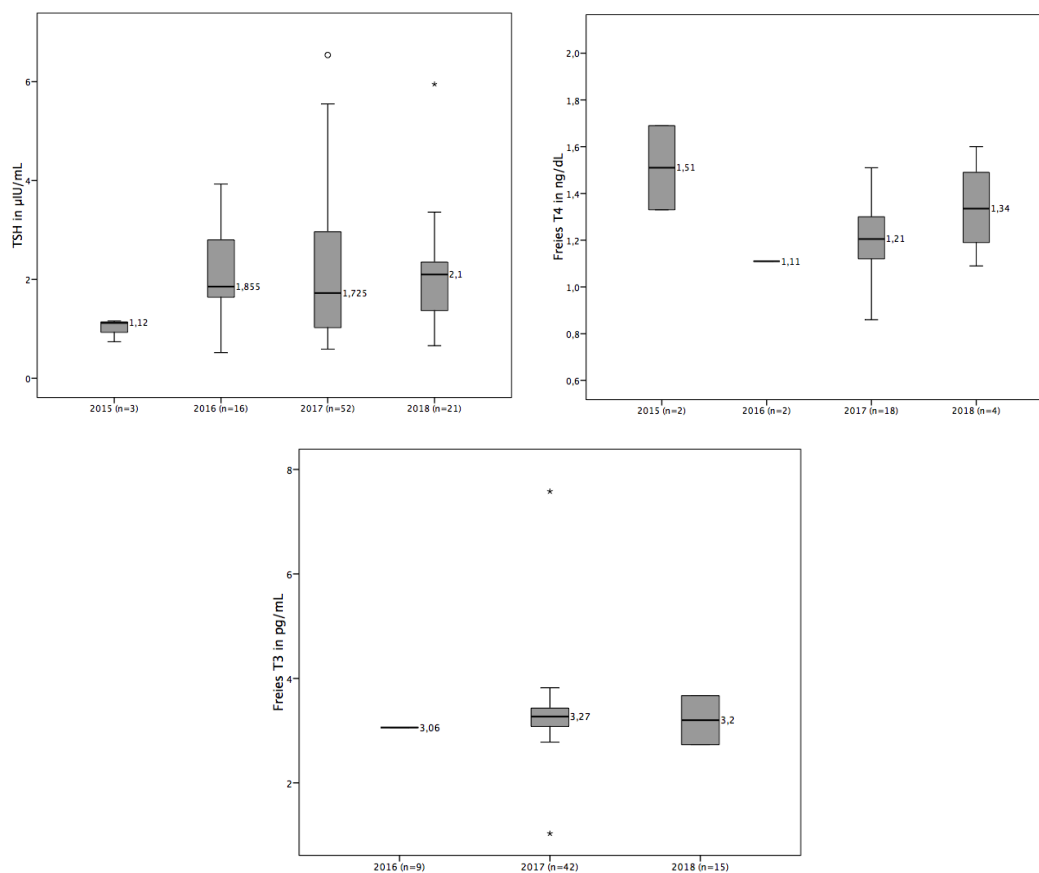 TSH in µIU/mL
6
4
2
0
1,12
1,855
1,725
2,1
2015 (n=3)
2016 (n=16)
2017 (n=52)
2018 (n=21)
Freies T4 in ng/dL
2,0
1,8
1,6
1,4
1,2
1,0
0,8
0,6
1,51
1,11
1,21
1,34
2015 (n=2)
2016 (n=2)
2017 (n=18)
2018 (n=4)
Freies T3 in pg/mL
8
6
4
2
3,06
3,27
3,2
2016 (n=9)
2017 (n=42)
2018 (n=15)